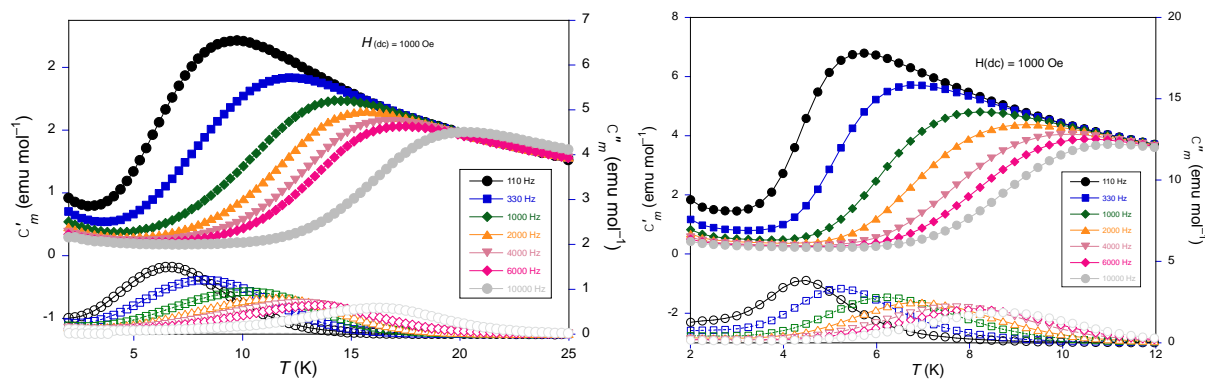 H (dc) = 1000 Oe
c′m (emu mol⁻¹)
2
2
1
0
-1
7
6
5
4
3
2
1
0
c″m (emu mol⁻¹)
110 Hz
330 Hz
1000 Hz
2000 Hz
4000 Hz
6000 Hz
10000 Hz
5 10 15 20 25
T (K)
H(dc) = 1000 Oe
c′m (emu mol⁻¹)
8
6
4
2
0
-2
20
15
10
5
0
c″m (emu mol⁻¹)
110 Hz
330 Hz
1000 Hz
2000 Hz
4000 Hz
6000 Hz
10000 Hz
2 4 6 8 10 12
T (K)